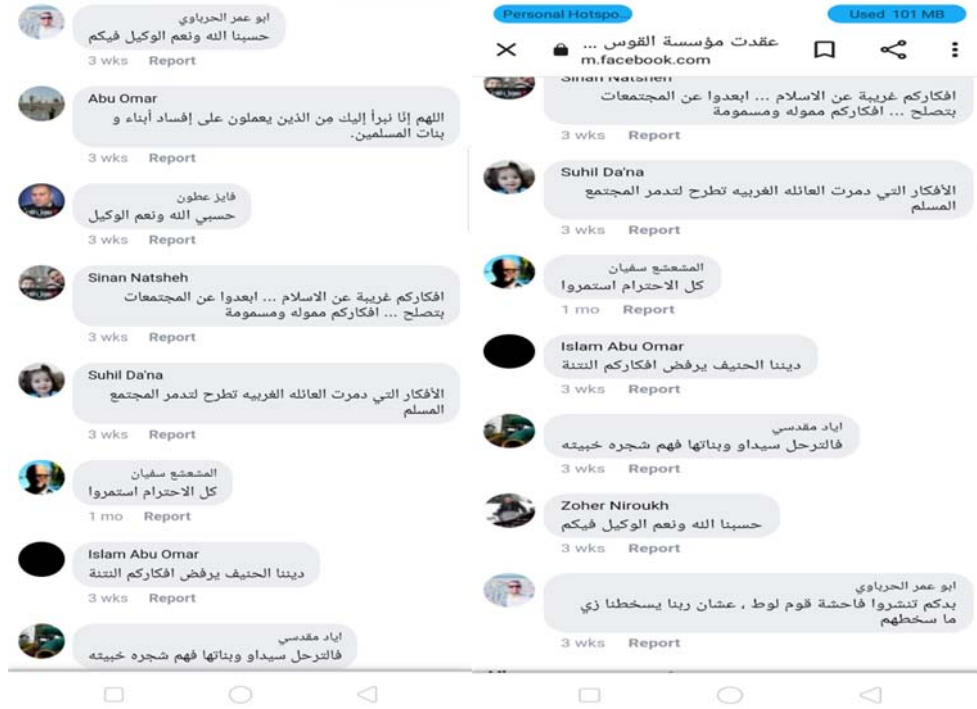 ابو عمر الحرباوي
حسبنا الله ونعم الوكيل فيكم
3 wks Report
Abu Omar
اللهم إنّا نبرأ إليك مِن الذين يعملون على إفساد أبناء و
بنات المسلمين.
3 wks Report
فايز عطون
حسبي الله ونعم الوكيل
3 wks Report
Sinan Natsheh
افكاركم غريبة عن الاسلام ... ابعدوا عن المجتمعات
بتصلح ... افكاركم مموله ومسمومة
3 wks Report
Suhil Da'na
الأفكار التي دمرت العائله الغربيه تطرح لتدمر المجتمع
المسلم
3 wks Report
المشعشع سفيان
كل الاحترام استمروا
1 mo Report
Islam Abu Omar
ديننا الحنيف يرفض افكاركم النتنة
3 wks Report
اياد مقدسي
فالترحل سيداو وبناتها فهم شجره خبيثه
Personal Hotspo...
Used 101 MB
عقدت مؤسسة القوس ...
m.facebook.com
Sinan Natsheh
افكاركم غريبة عن الاسلام ... ابعدوا عن المجتمعات
بتصلح ... افكاركم مموله ومسمومة
3 wks Report
Suhil Da'na
الأفكار التي دمرت العائله الغربيه تطرح لتدمر المجتمع
المسلم
3 wks Report
المشعشع سفيان
كل الاحترام استمروا
1 mo Report
Islam Abu Omar
ديننا الحنيف يرفض افكاركم النتنة
3 wks Report
اياد مقدسي
فالترحل سيداو وبناتها فهم شجره خبيثه
3 wks Report
Zoher Niroukh
حسبنا الله ونعم الوكيل فيكم
3 wks Report
ابو عمر الحرباوي
بدكم تنشروا فاحشة قوم لوط ، عشان ربنا يسخطنا زي
ما سخطهم
3 wks Report